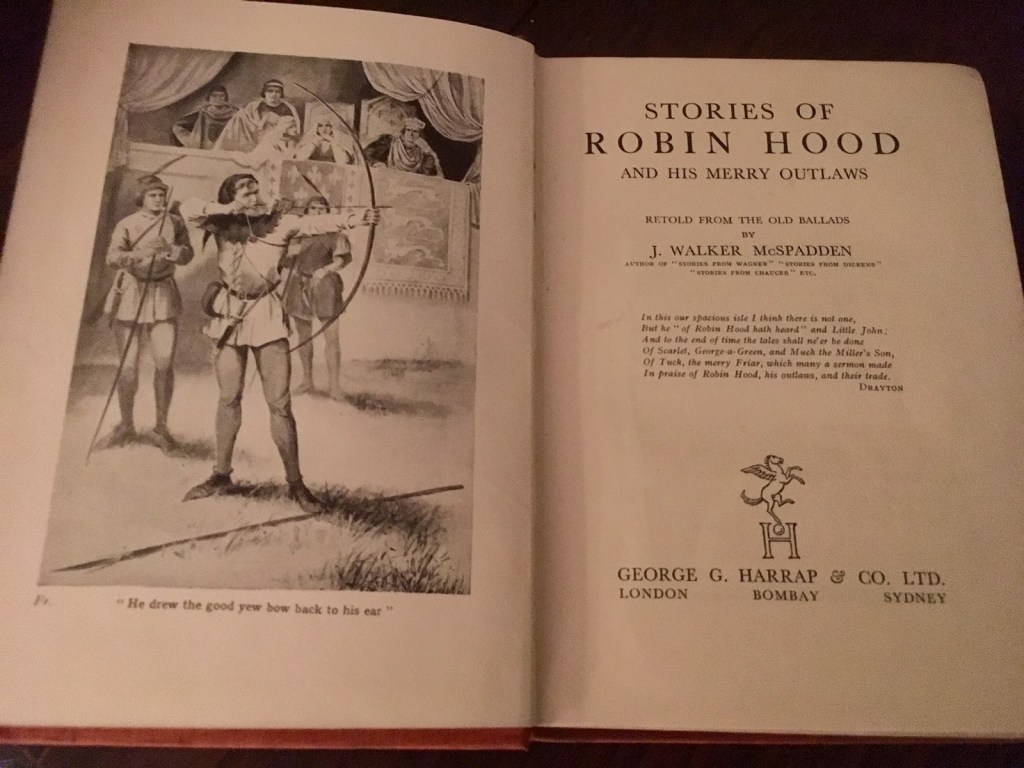 Fr.
"He drew the good yew bow back to his ear"
STORIES OF
ROBIN HOOD
AND HIS MERRY OUTLAWS
RETOLD FROM THE OLD BALLADS
BY
J. WALKER McSPADDEN
AUTHOR OF "STORIES FROM WAGNER" "STORIES FROM DICKENS"
"STORIES FROM CHAUCER" ETC.
In this our spacious isle I think there is not one,
But he "of Robin Hood hath heard" and Little John;
And to the end of time the tales shall ne'er be done
Of Scarlet, George-a-Green, and Much the Miller's Son,
Of Tuck, the merry Friar, which many a sermon made
In praise of Robin Hood, his outlaws, and their trade.
DRAYTON
H
GEORGE G. HARRAP & CO. LTD.
LONDON BOMBAY SYDNEY